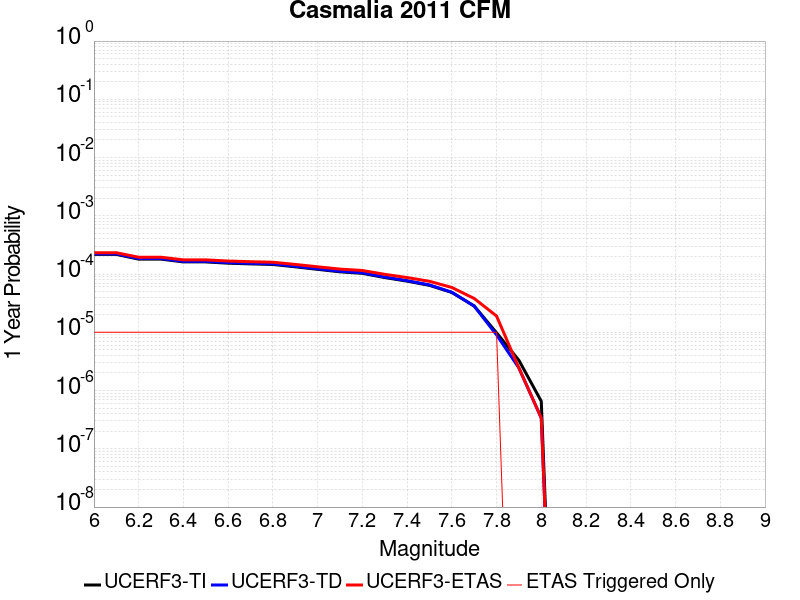 Casmalia 2011 CFM
10^0
10^-1
10^-2
10^-3
10^-4
10^-5
10^-6
10^-7
10^-8
1 Year Probability
6 6.2 6.4 6.6 6.8 7 7.2 7.4 7.6 7.8 8 8.2 8.4 8.6 8.8 9
Magnitude
UCERF3-TI UCERF3-TD UCERF3-ETAS ETAS Triggered Only